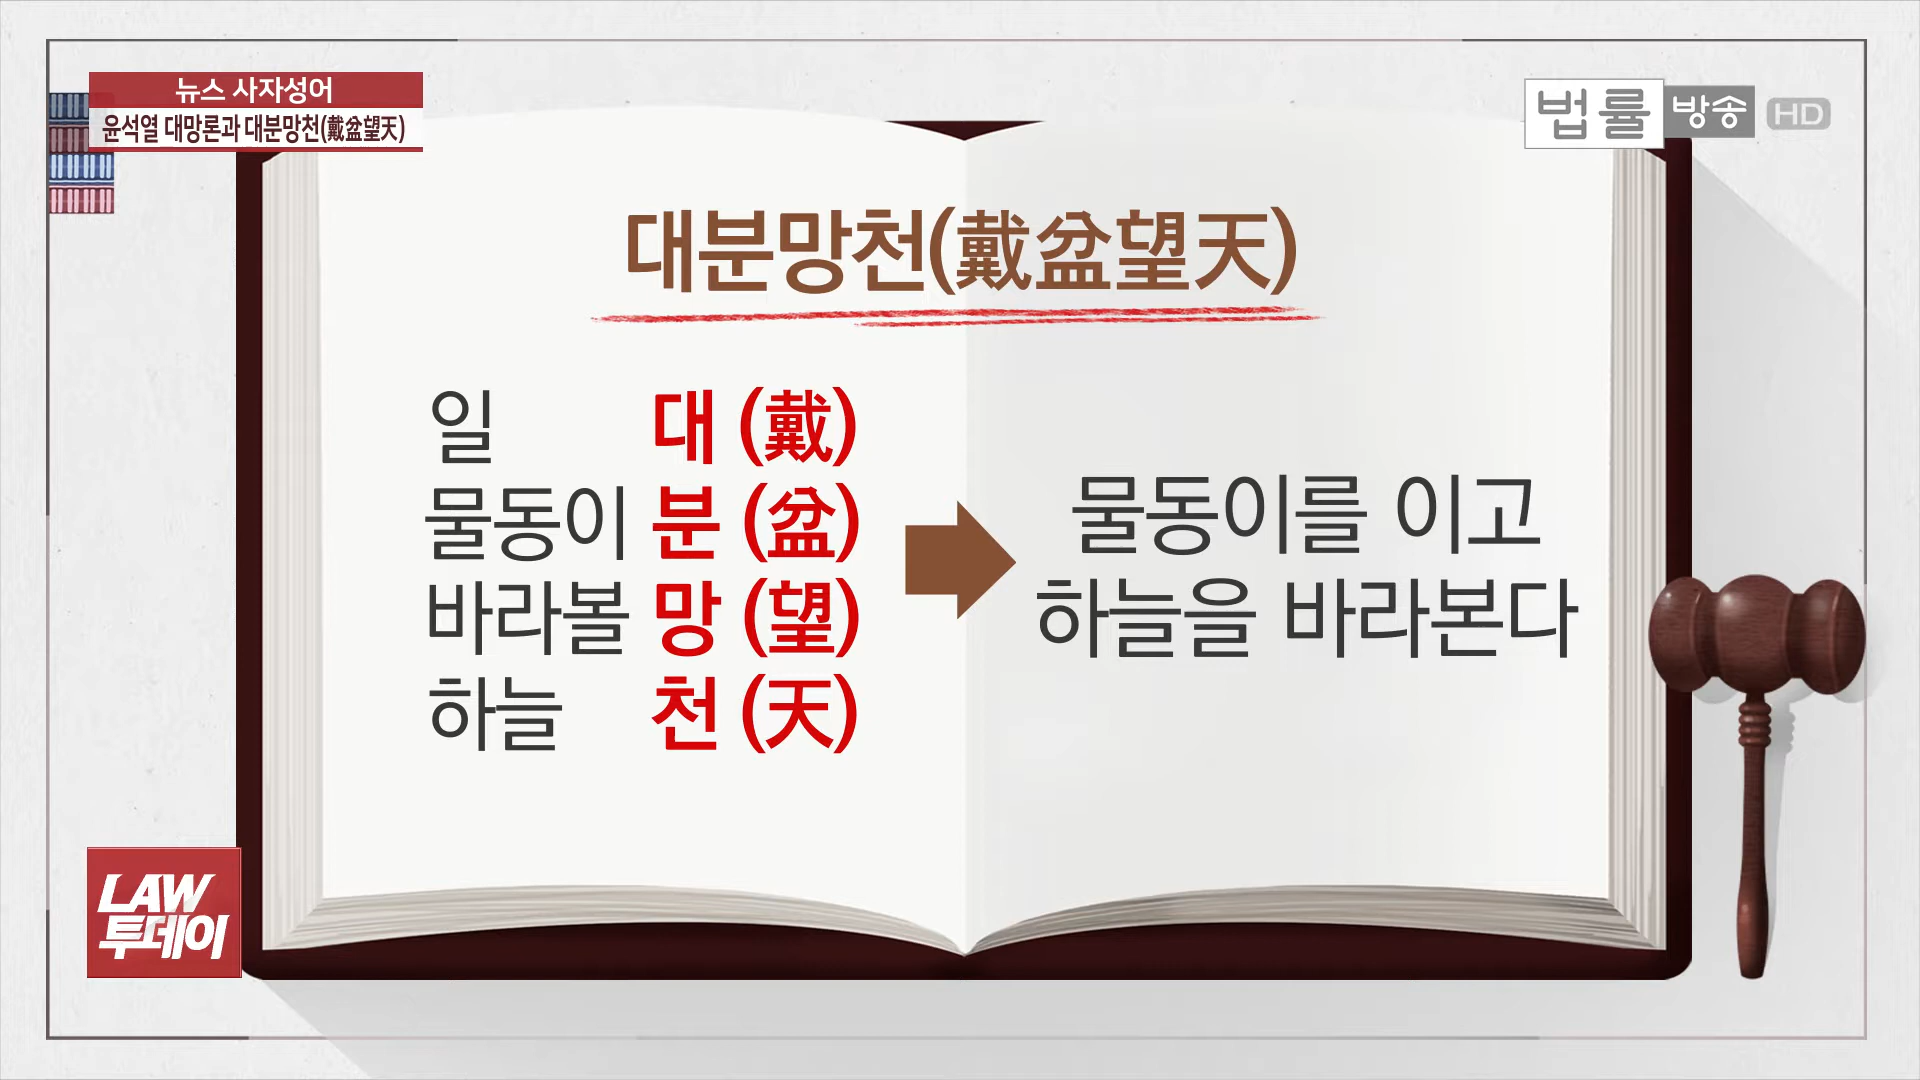 뉴스 사자성어
윤석열 대망론과 대분망천(戴盆望天)
법률방송 HD
대분망천(戴盆望天)
일 대 (戴)
물동이 분 (盆)
바라볼 망 (望)
하늘 천 (天)
물동이를 이고
하늘을 바라본다
LAW
투데이